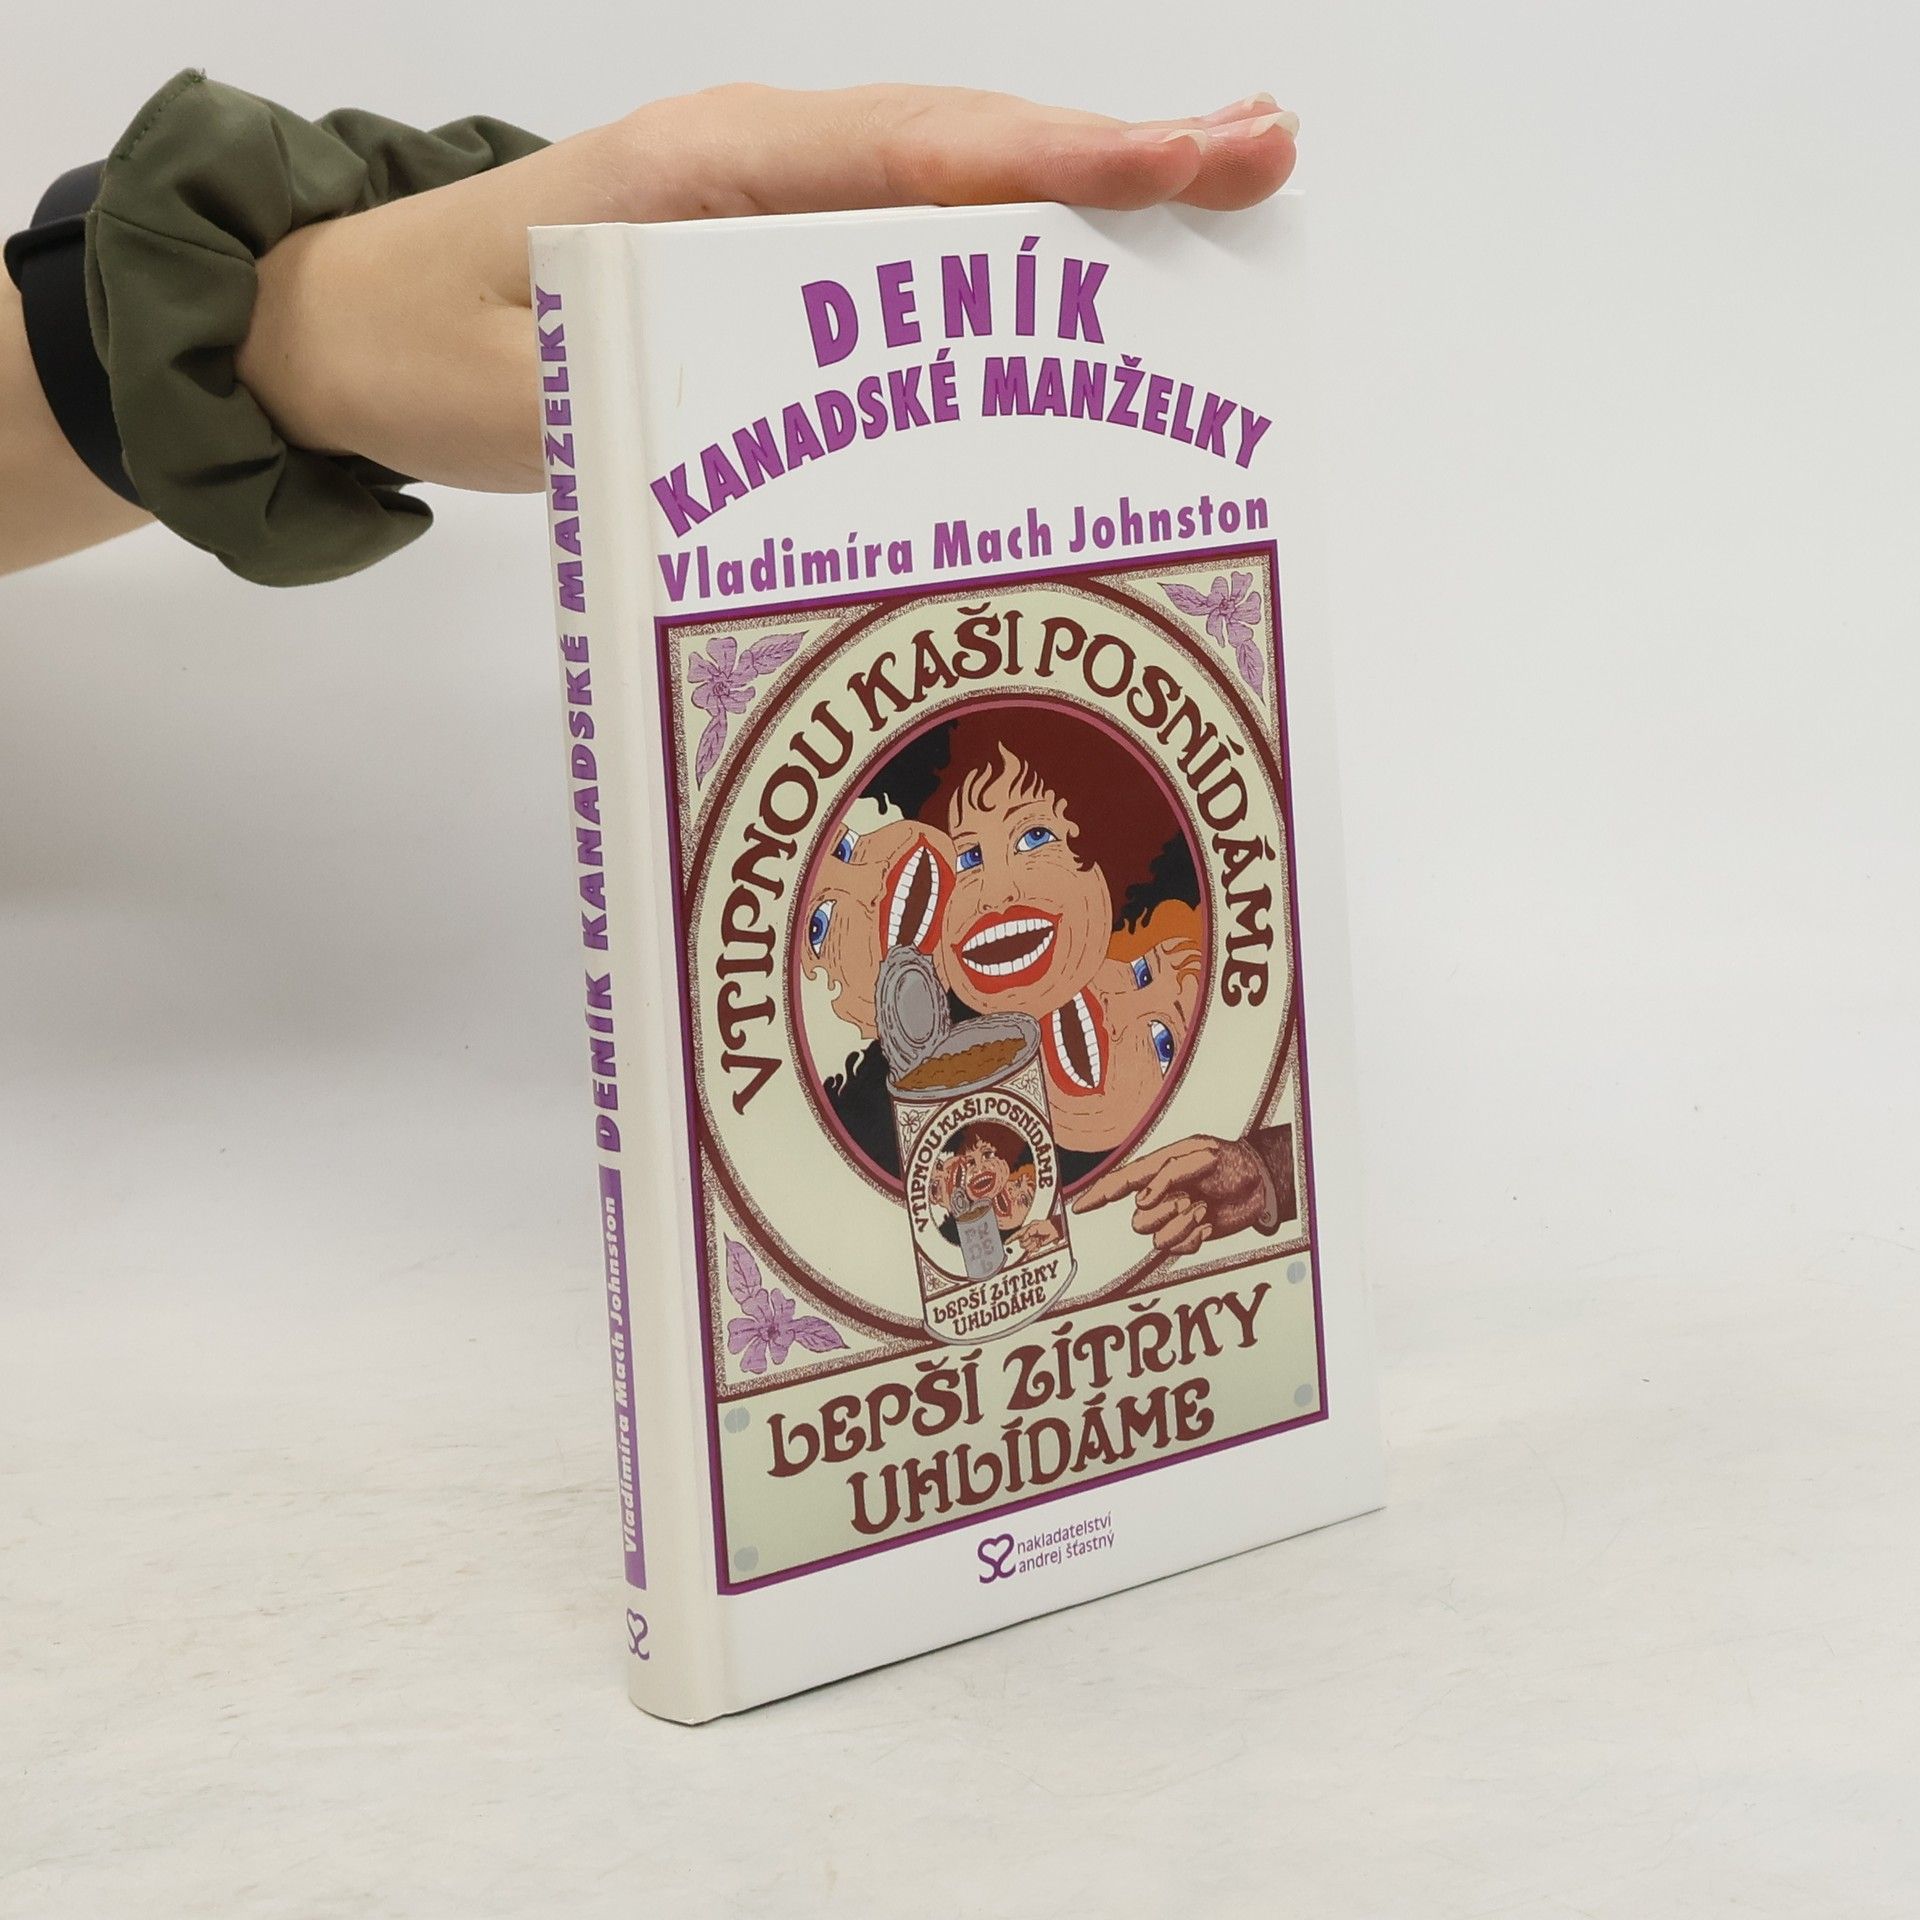 DENÍK
KANADSKÉ MANŽELKY
Vladimíra Mach Johnston
VTIPNOU KAŠI POSNÍDÁME
VTIPNOU KAŠI POSNÍDÁME
LEPŠÍ ZÍTŘKY
UHLÍDÁME
LEPŠÍ ZÍTŘKY
UHLÍDÁME
nakladatelství
andrej šťastný
Vladimíra Mach Johnston DENÍK KANADSKÉ MANŽELKY